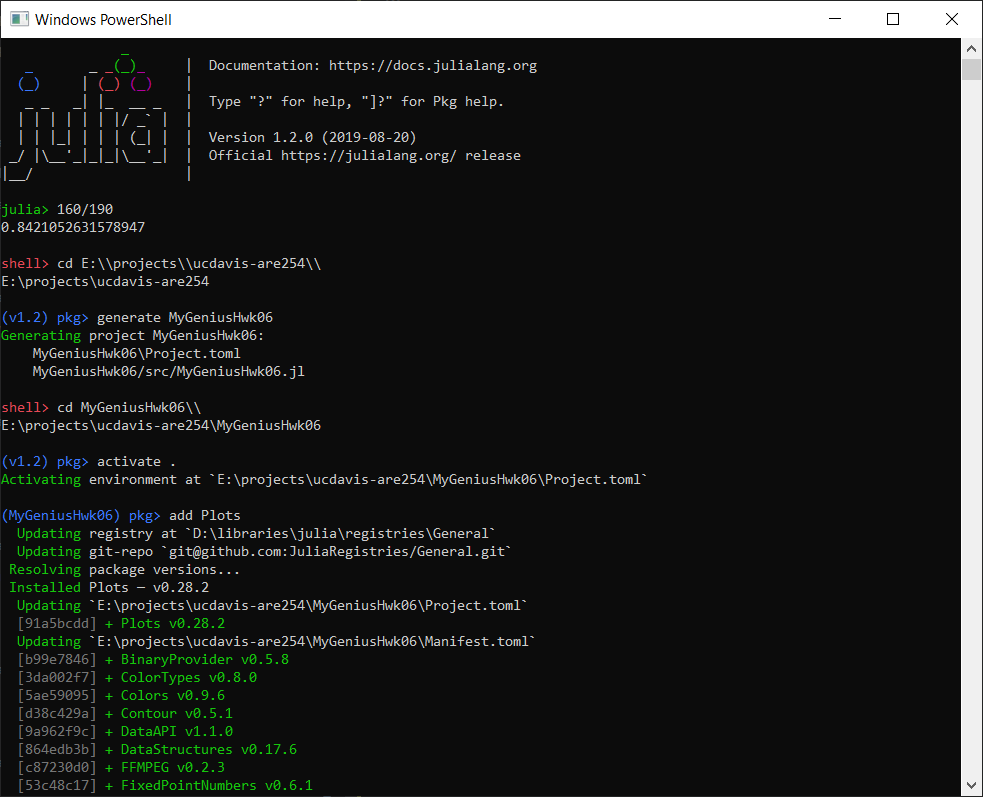 Windows PowerShell
Documentation: https://docs.julialang.org
Type "?" for help, "]?" for Pkg help.
Version 1.2.0 (2019-08-20)
Official https://julialang.org/ release
julia> 160/190
0.8421052631578947
shell> cd E:\\projects\\ucdavis-are254\\
E:\projects\ucdavis-are254
(v1.2) pkg> generate MyGeniusHwk06
Generating project MyGeniusHwk06:
    MyGeniusHwk06\Project.toml
    MyGeniusHwk06/src/MyGeniusHwk06.jl
shell> cd MyGeniusHwk06\\
E:\projects\ucdavis-are254\MyGeniusHwk06
(v1.2) pkg> activate .
Activating environment at `E:\projects\ucdavis-are254\MyGeniusHwk06\Project.toml`
(MyGeniusHwk06) pkg> add Plots
  Updating registry at `D:\libraries\julia\registries\General`
  Updating git-repo `git@github.com:JuliaRegistries/General.git`
 Resolving package versions...
 Installed Plots ─ v0.28.2
  Updating `E:\projects\ucdavis-are254\MyGeniusHwk06\Project.toml`
  [91a5bcdd] + Plots v0.28.2
  Updating `E:\projects\ucdavis-are254\MyGeniusHwk06\Manifest.toml`
  [b99e7846] + BinaryProvider v0.5.8
  [3da002f7] + ColorTypes v0.8.0
  [5ae59095] + Colors v0.9.6
  [d38c429a] + Contour v0.5.1
  [9a962f9c] + DataAPI v1.1.0
  [864edb3b] + DataStructures v0.17.6
  [c87230d0] + FFMPEG v0.2.3
  [53c48c17] + FixedPointNumbers v0.6.1